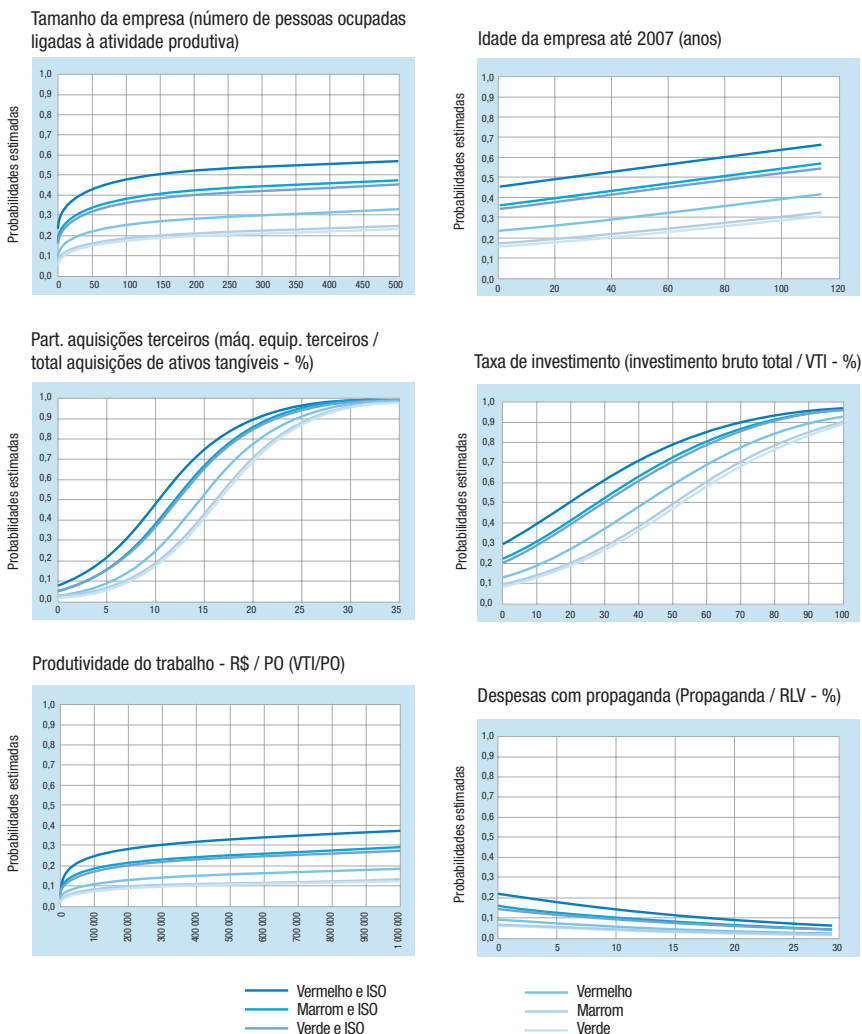 Tamanho da empresa (número de pessoas ocupadas
ligadas à atividade produtiva)
Probabilidades estimadas
1,0
0,9
0,8
0,7
0,6
0,5
0,4
0,3
0,2
0,1
0,0
0 50 100 150 200 250 300 350 400 450 500
Idade da empresa até 2007 (anos)
Probabilidades estimadas
1,0
0,9
0,8
0,7
0,6
0,5
0,4
0,3
0,2
0,1
0,0
0 20 40 60 80 100 120
Part. aquisições terceiros (máq. equip. terceiros /
total aquisições de ativos tangíveis - %)
Probabilidades estimadas
1,0
0,9
0,8
0,7
0,6
0,5
0,4
0,3
0,2
0,1
0,0
0 5 10 15 20 25 30 35
Taxa de investimento (investimento bruto total / VTI - %)
Probabilidades estimadas
1,0
0,9
0,8
0,7
0,6
0,5
0,4
0,3
0,2
0,1
0,0
0 10 20 30 40 50 60 70 80 90 100
Produtividade do trabalho - R$ / PO (VTI/PO)
Probabilidades estimadas
1,0
0,9
0,8
0,7
0,6
0,5
0,4
0,3
0,2
0,1
0,0
0
100 000
200 000
300 000
400 000
500 000
600 000
700 000
800 000
900 000
1 000 000
Despesas com propaganda (Propaganda / RLV - %)
Probabilidades estimadas
1,0
0,9
0,8
0,7
0,6
0,5
0,4
0,3
0,2
0,1
0,0
0 5 10 15 20 25 30
Vermelho e ISO
Marrom e ISO
Verde e ISO
Vermelho
Marrom
Verde